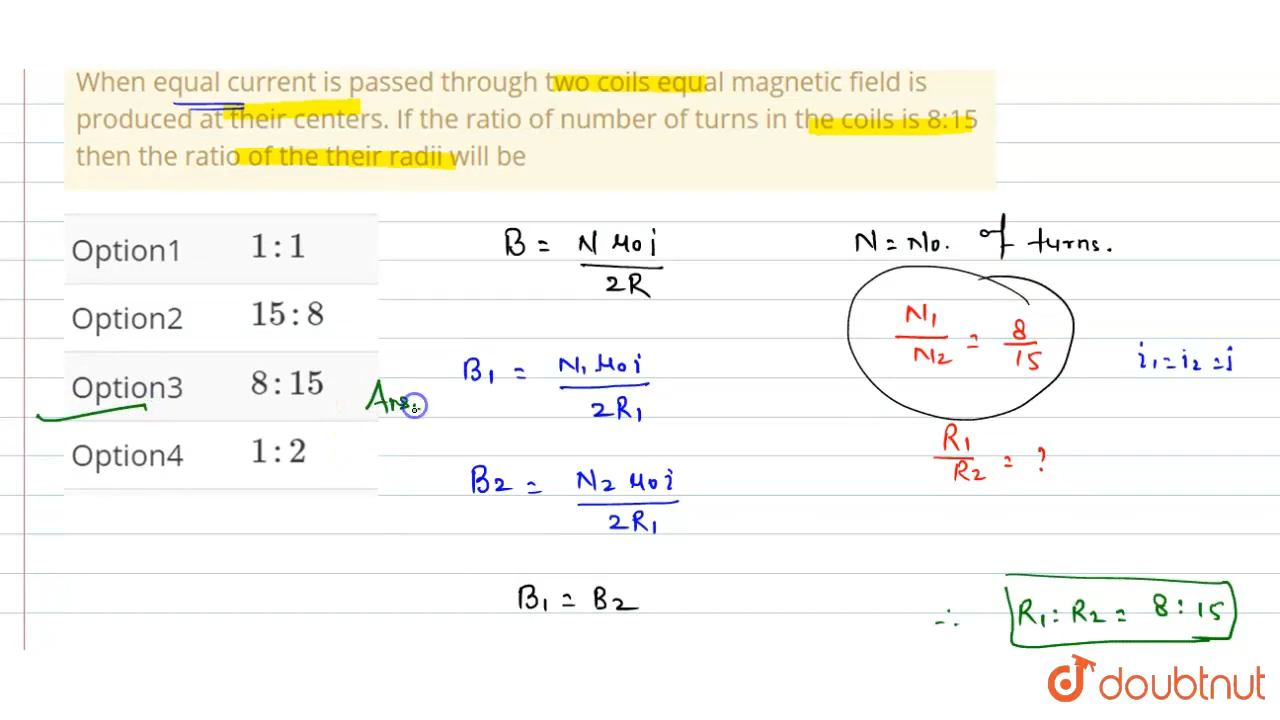 When equal current is passed through two coils equal magnetic field is
produced at their centers. If the ratio of number of turns in the coils is 8:15
then the ratio of the their radii will be
Option1 1 : 1
Option2 15 : 8
Option3 8 : 15 Ans.
Option4 1 : 2
B = N μ0 i / 2R
N = No. of turns.
N1 / N2 = 8 / 15
i1 = i2 = i
B1 = N1 μ0 i / 2R1
R1 / R2 = ?
B2 = N2 μ0 i / 2R1
B1 = B2
∴ R1 : R2 = 8 : 15
doubtnut